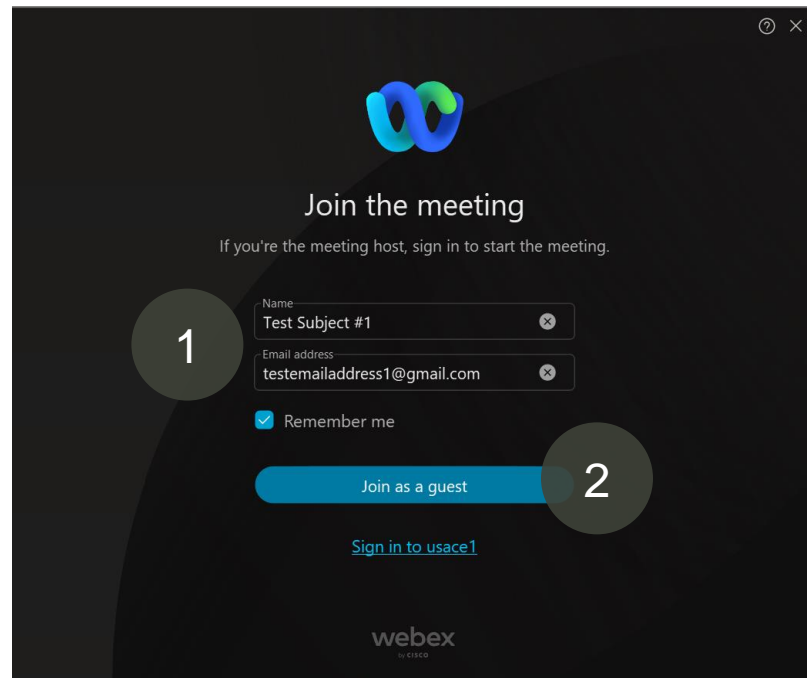 Join the meeting
If you're the meeting host, sign in to start the meeting.
1
Name
Test Subject #1
Email address
testemailaddress1@gmail.com
Remember me
Join as a guest
2
Sign in to usace1
webex
by CISCO